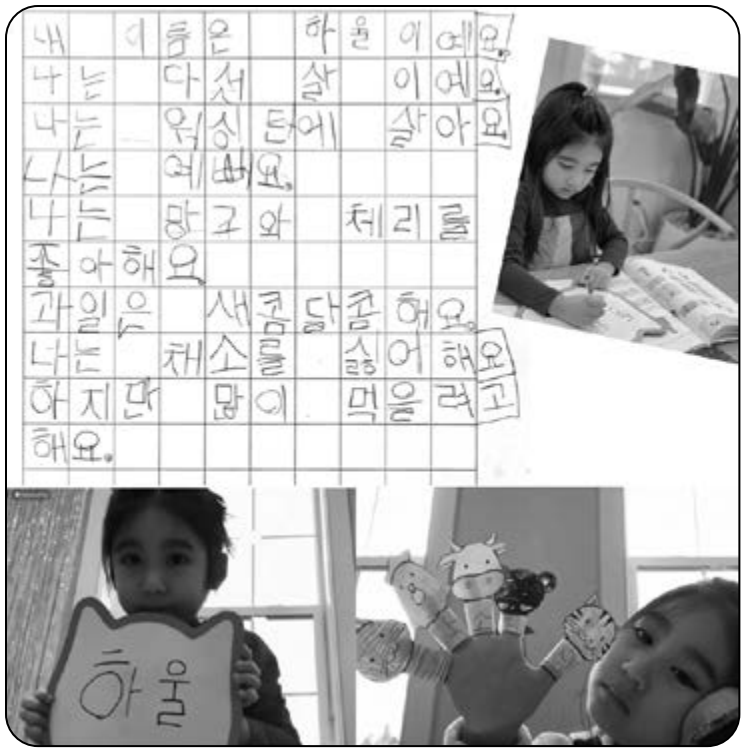 내 이름은 하울이예요.
나는 다섯 살 이예요.
나는 워싱턴에 살아요.
나는 예뻐요.
나는 망고와 체리를
좋아해요.
과일은 새콤달콤해요.
나는 채소를 싫어해요
하지만 많이 먹을려고
해요.
하울